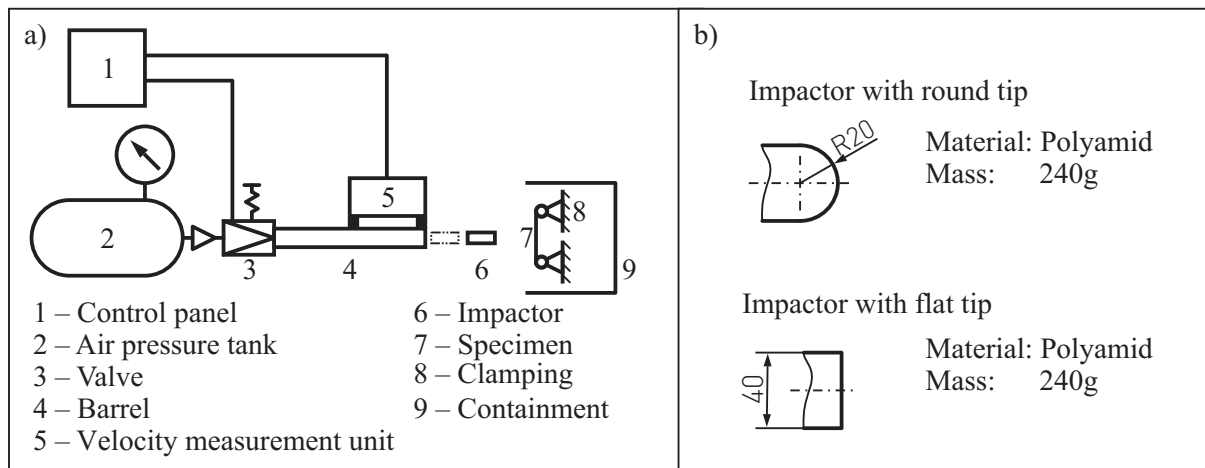 a)
1
2
3
4
5
6
7
8
9
1 – Control panel
2 – Air pressure tank
3 – Valve
4 – Barrel
5 – Velocity measurement unit
6 – Impactor
7 – Specimen
8 – Clamping
9 – Containment
b)
Impactor with round tip
R20
Material: Polyamid
Mass: 240g
Impactor with flat tip
40
Material: Polyamid
Mass: 240g